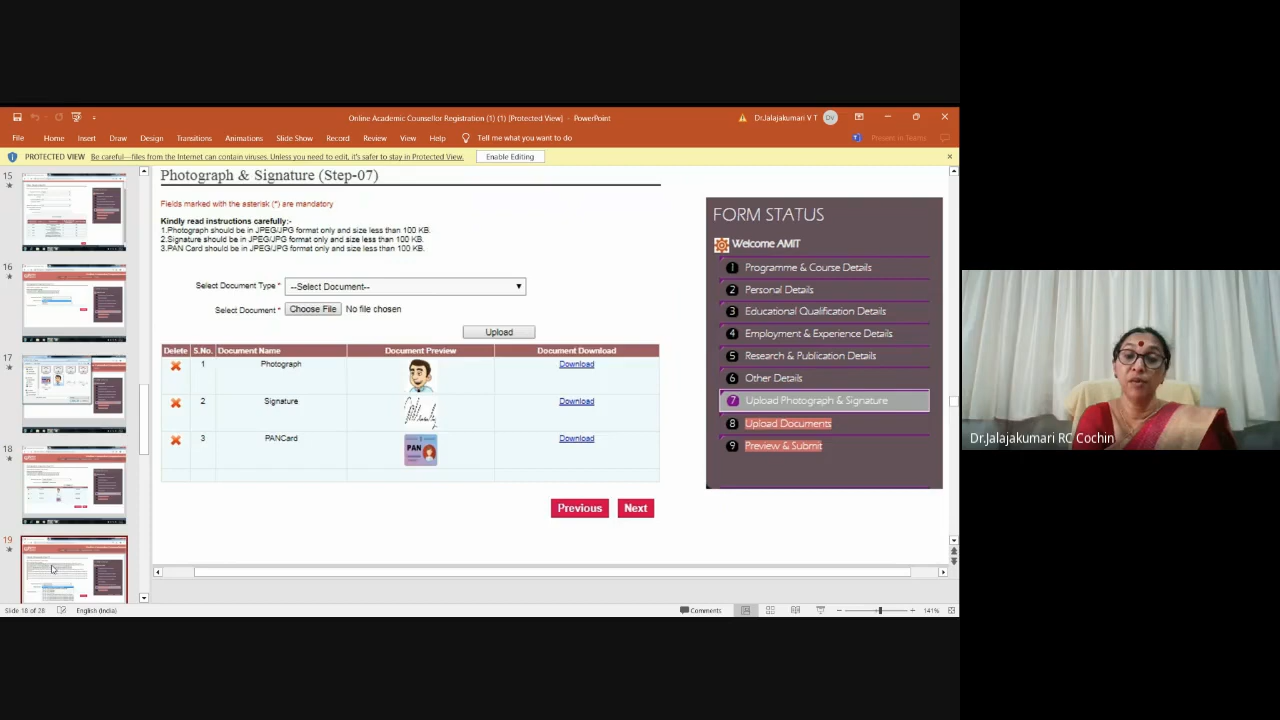 Online Academic Counsellor Registration (1) (1) [Protected View] - PowerPoint
Dr.Jalajakumari V T
DV
File Home Insert Draw Design Transitions Animations Slide Show Record Review View Help Tell me what you want to do
Present in Teams
PROTECTED VIEW Be careful—files from the Internet can contain viruses. Unless you need to edit, it's safer to stay in Protected View. Enable Editing
15
16
17
18
19
Photograph & Signature (Step-07)
Fields marked with the asterisk (*) are mandatory
Kindly read instructions carefully:-
1.Photograph should be in JPEG/JPG format only and size less than 100 KB.
2.Signature should be in JPEG/JPG format only and size less than 100 KB.
3.PAN Card should be in JPEG/JPG format only and size less than 100 KB.
Select Document Type * --Select Document--
Select Document * Choose File No file chosen
Upload
Delete S.No. Document Name Document Preview Document Download
1 Photograph Download
2 Signature Download
3 PANCard PAN Download
Previous Next
FORM STATUS
Welcome AMIT
1 Programme & Course Details
2 Personal Details
3 Educational Qualification Details
4 Employment & Experience Details
5 Research & Publication Details
6 Other Details
7 Upload Photograph & Signature
8 Upload Documents
9 Preview & Submit
Slide 18 of 28 English (India) Comments 141%
Dr.Jalajakumari RC Cochin